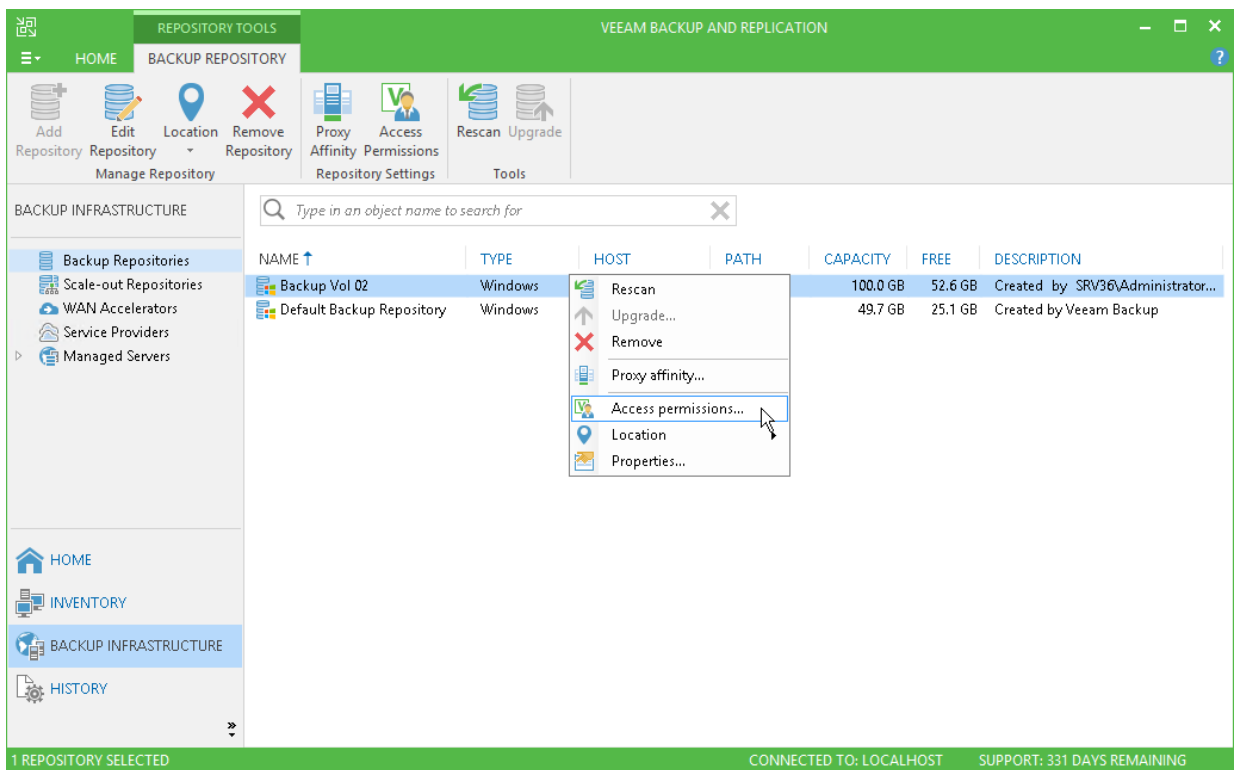 REPOSITORY TOOLS
VEEAM BACKUP AND REPLICATION
HOME
BACKUP REPOSITORY
Add Repository
Edit Repository
Location
Remove Repository
Manage Repository
Proxy Affinity
Access Permissions
Repository Settings
Rescan
Upgrade
Tools
BACKUP INFRASTRUCTURE
Backup Repositories
Scale-out Repositories
WAN Accelerators
Service Providers
Managed Servers
Type in an object name to search for
NAME TYPE HOST PATH CAPACITY FREE DESCRIPTION
Backup Vol 02 Windows 100.0 GB 52.6 GB Created by SRV36\Administrator...
Default Backup Repository Windows 49.7 GB 25.1 GB Created by Veeam Backup
Rescan
Upgrade...
Remove
Proxy affinity...
Access permissions...
Location
Properties...
HOME
INVENTORY
BACKUP INFRASTRUCTURE
HISTORY
1 REPOSITORY SELECTED
CONNECTED TO: LOCALHOST
SUPPORT: 331 DAYS REMAINING